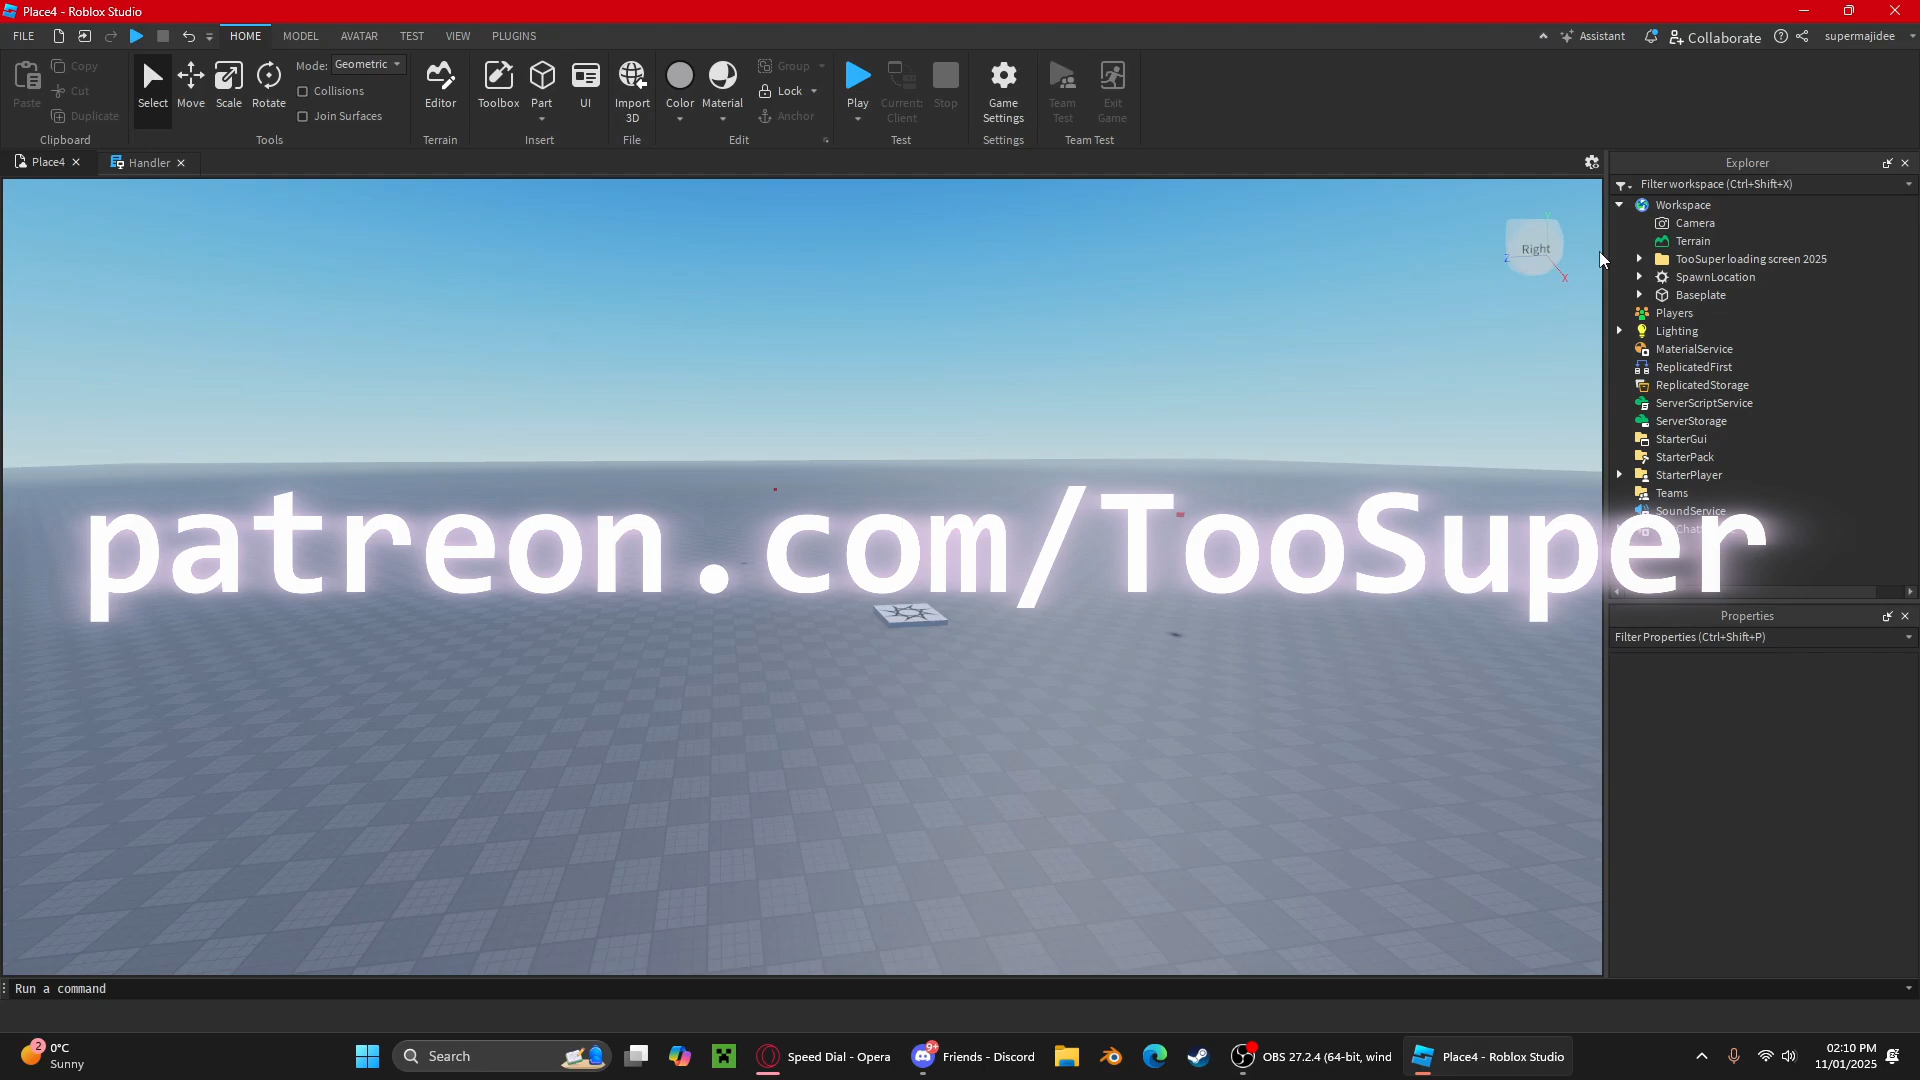 Place4 - Roblox Studio
FILE HOME MODEL AVATAR TEST VIEW PLUGINS Assistant Collaborate supermajidee
Paste Copy Cut Duplicate
Select Move Scale Rotate
Mode: Geometric
Collisions
Join Surfaces
Editor Toolbox Part UI
Import 3D
Color Material
Group
Lock
Anchor
Play
Current: Client
Stop
Game Settings
Team Test
Exit Game
Clipboard Tools Terrain Insert File Edit Test Settings Team Test
Place4 Handler
Explorer
Filter workspace (Ctrl+Shift+X)
Workspace
Camera
Terrain
TooSuper loading screen 2025
SpawnLocation
Baseplate
Players
Lighting
MaterialService
ReplicatedFirst
ReplicatedStorage
ServerScriptService
ServerStorage
StarterGui
StarterPack
StarterPlayer
Teams
SoundService
Right
Y
Z
X
patreon.com/TooSuper
Properties
Filter Properties (Ctrl+Shift+P)
Run a command
2
0°C
Sunny
Search
Speed Dial - Opera
9+
Friends - Discord
OBS 27.2.4 (64-bit, wind
Place4 - Roblox Studio
02:10 PM
11/01/2025